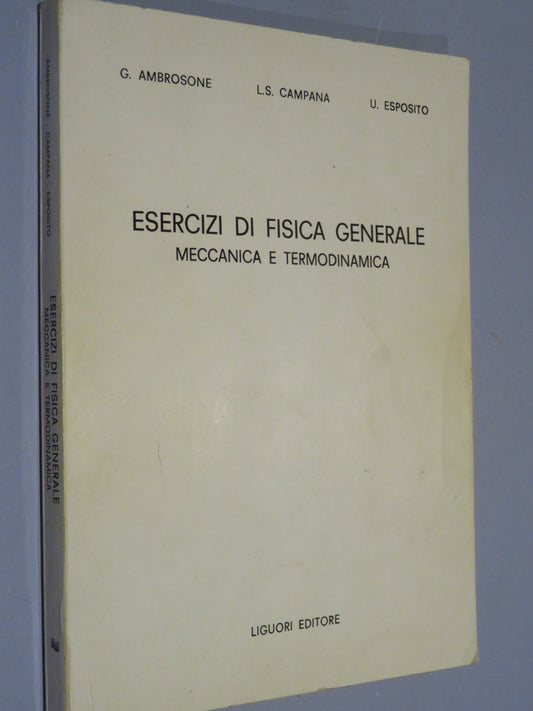 G. AMBROSONE L.S. CAMPANA U. ESPOSITO
ESERCIZI DI FISICA GENERALE
MECCANICA E TERMODINAMICA
LIGUORI EDITORE
AMBROSONE - CAMPANA - ESPOSITO
ESERCIZI DI FISICA GENERALE
MECCANICA E TERMODINAMICA